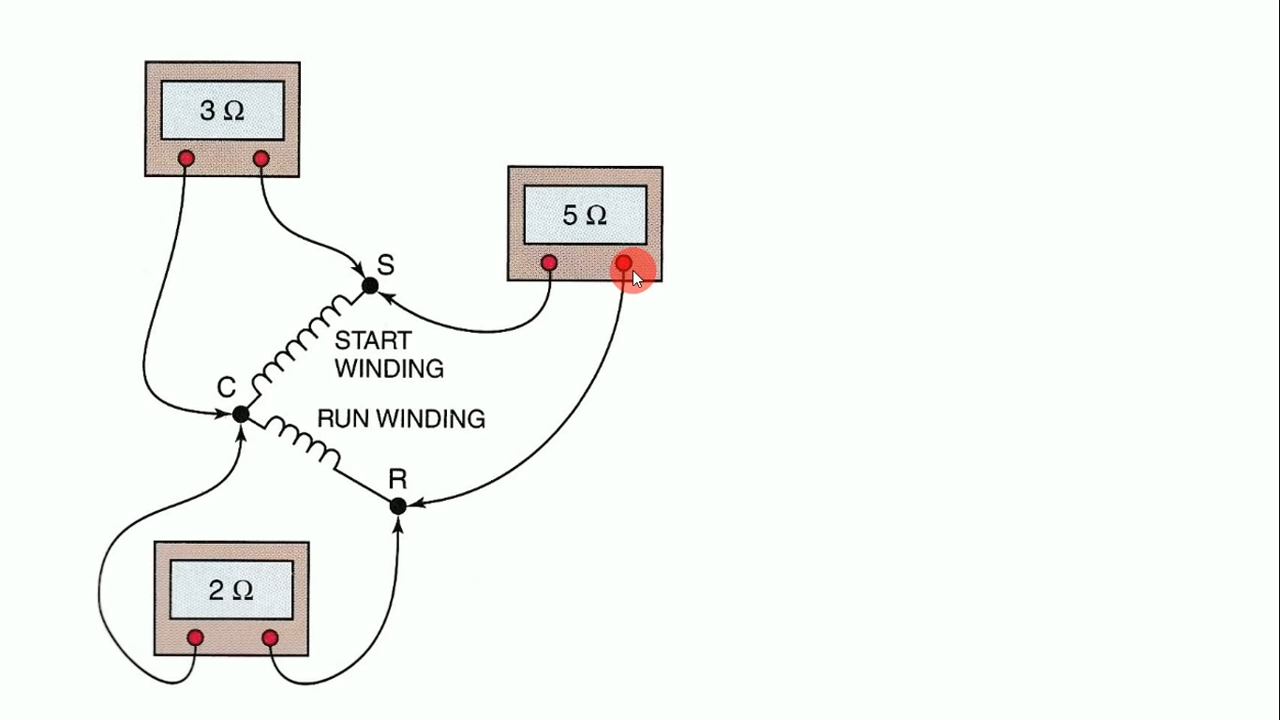 3 Ω
5 Ω
S
START
WINDING
C
RUN WINDING
R
2 Ω